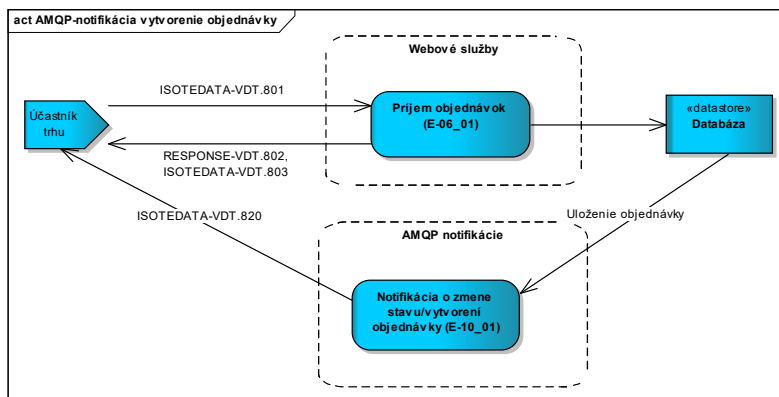 act AMQP-notifikácia vytvorenie objednávky
Webové služby
ISOTEDATA-VDT.801
Účastník
trhu
Príjem objednávok
(E-06_01)
«datastore»
Databáza
RESPONSE-VDT.802,
ISOTEDATA-VDT.803
ISOTEDATA-VDT.820
Uloženie objednávky
AMQP notifikácie
Notifikácia o zmene
stavu/vytvorení
objednávky (E-10_01)